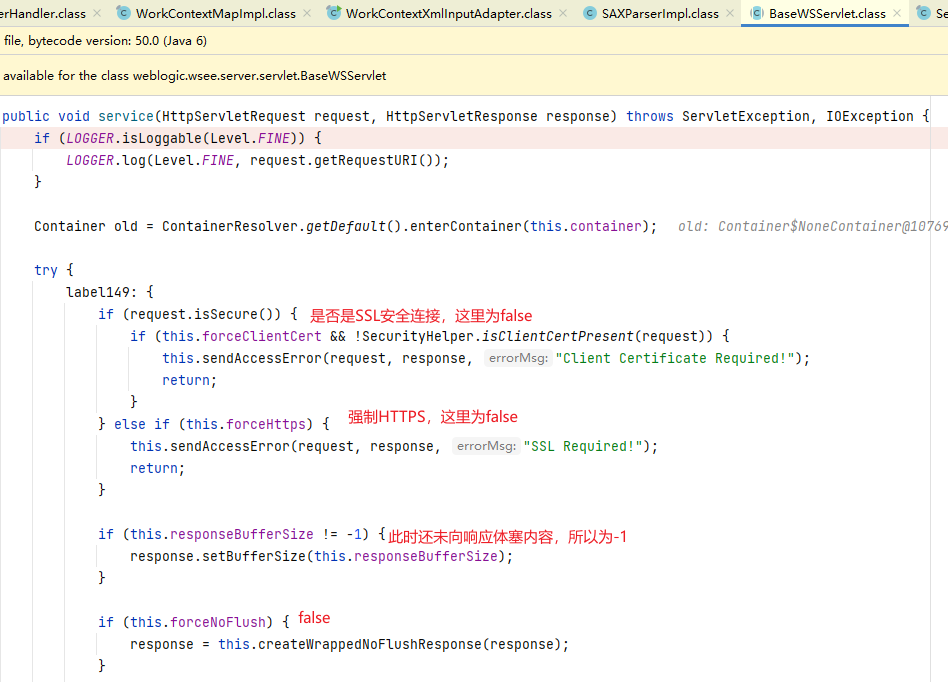 erHandler.class × WorkContextMapImpl.class × WorkContextXmlInputAdapter.class × SAXParserImpl.class × BaseWSServlet.class × Se
file, bytecode version: 50.0 (Java 6)
available for the class weblogic.wsee.server.servlet.BaseWSServlet
public void service(HttpServletRequest request, HttpServletResponse response) throws ServletException, IOException {
if (LOGGER.isLoggable(Level.FINE)) {
LOGGER.log(Level.FINE, request.getRequestURI());
}
Container old = ContainerResolver.getDefault().enterContainer(this.container); old: Container$NoneContainer@10769
try {
label149: {
if (request.isSecure()) { 是否是SSL安全连接，这里为false
if (this.forceClientCert && !SecurityHelper.isClientCertPresent(request)) {
this.sendAccessError(request, response, errorMsg: "Client Certificate Required!");
return;
}
} else if (this.forceHttps) { 强制HTTPS，这里为false
this.sendAccessError(request, response, errorMsg: "SSL Required!");
return;
}
if (this.responseBufferSize != -1) { 此时还未向响应体塞内容，所以为-1
response.setBufferSize(this.responseBufferSize);
}
if (this.forceNoFlush) { false
response = this.createWrappedNoFlushResponse(response);
}